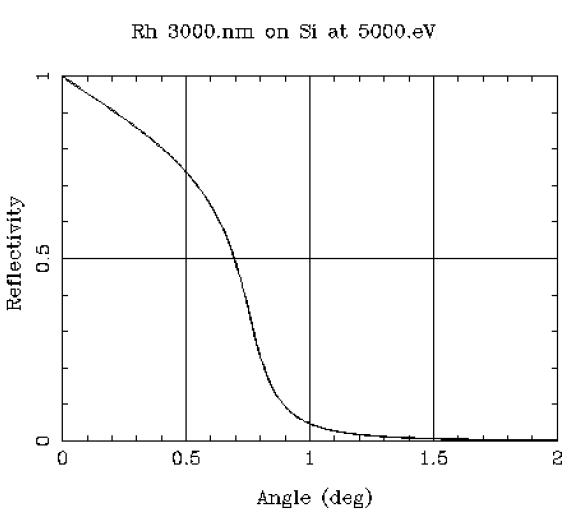 Rh 3000.nm on Si at 5000.eV
1
0.5
0
Reflectivity
0
0.5
1
1.5
2
Angle (deg)